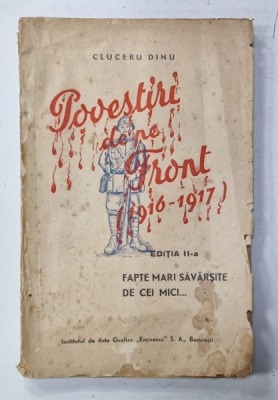 CLUCERU DINU
Povestiri
de pe
Front
(1916-1917)
EDIȚIA II-a
FAPTE MARI SĂVÂRȘITE
DE CEI MICI...
Institutul de Arte Grafice „Eminescu” S. A., București